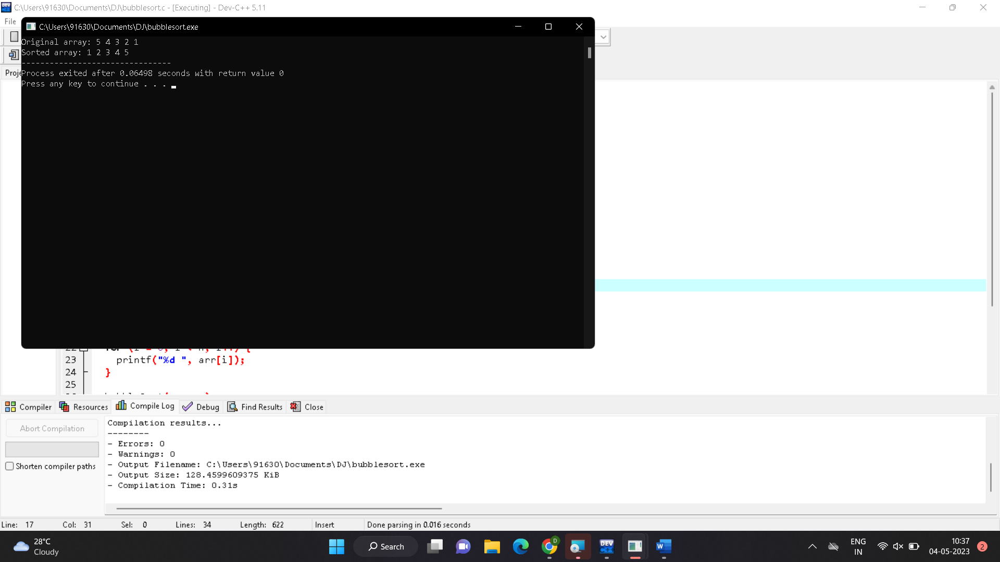 C:\Users\91630\Documents\DJ\bubblesort.c - [Executing] - Dev-C++ 5.11
File
C:\Users\91630\Documents\DJ\bubblesort.exe
Original array: 5 4 3 2 1
Sorted array: 1 2 3 4 5
--------------------------------
Process exited after 0.06498 seconds with return value 0
Press any key to continue . . .
Proje
23 printf("%d ", arr[i]);
24 }
25
Compiler Resources Compile Log Debug Find Results Close
Abort Compilation
Shorten compiler paths
Compilation results...
--------
- Errors: 0
- Warnings: 0
- Output Filename: C:\Users\91630\Documents\DJ\bubblesort.exe
- Output Size: 128.4599609375 KiB
- Compilation Time: 0.31s
Line: 17 Col: 31 Sel: 0 Lines: 34 Length: 622 Insert Done parsing in 0.016 seconds
28°C
Cloudy
Search
D
DEV
C++
W
ENG
IN
10:37
04-05-2023
2